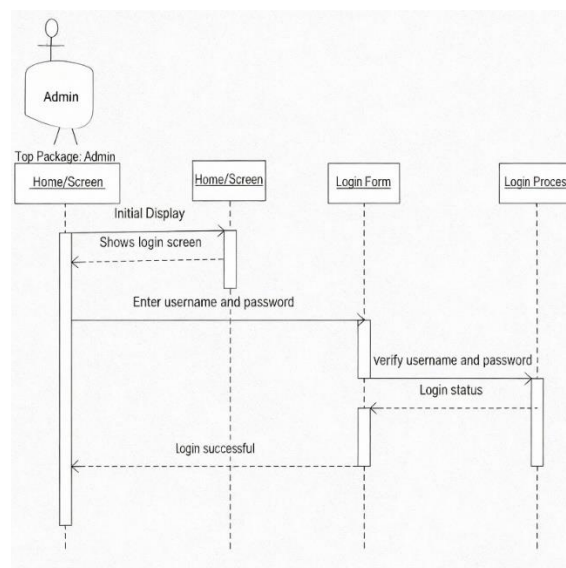 Admin
Top Package: Admin
Home/Screen
Home/Screen
Login Form
Login Proces
Initial Display
Shows login screen
Enter username and password
verify username and password
Login status
login successful